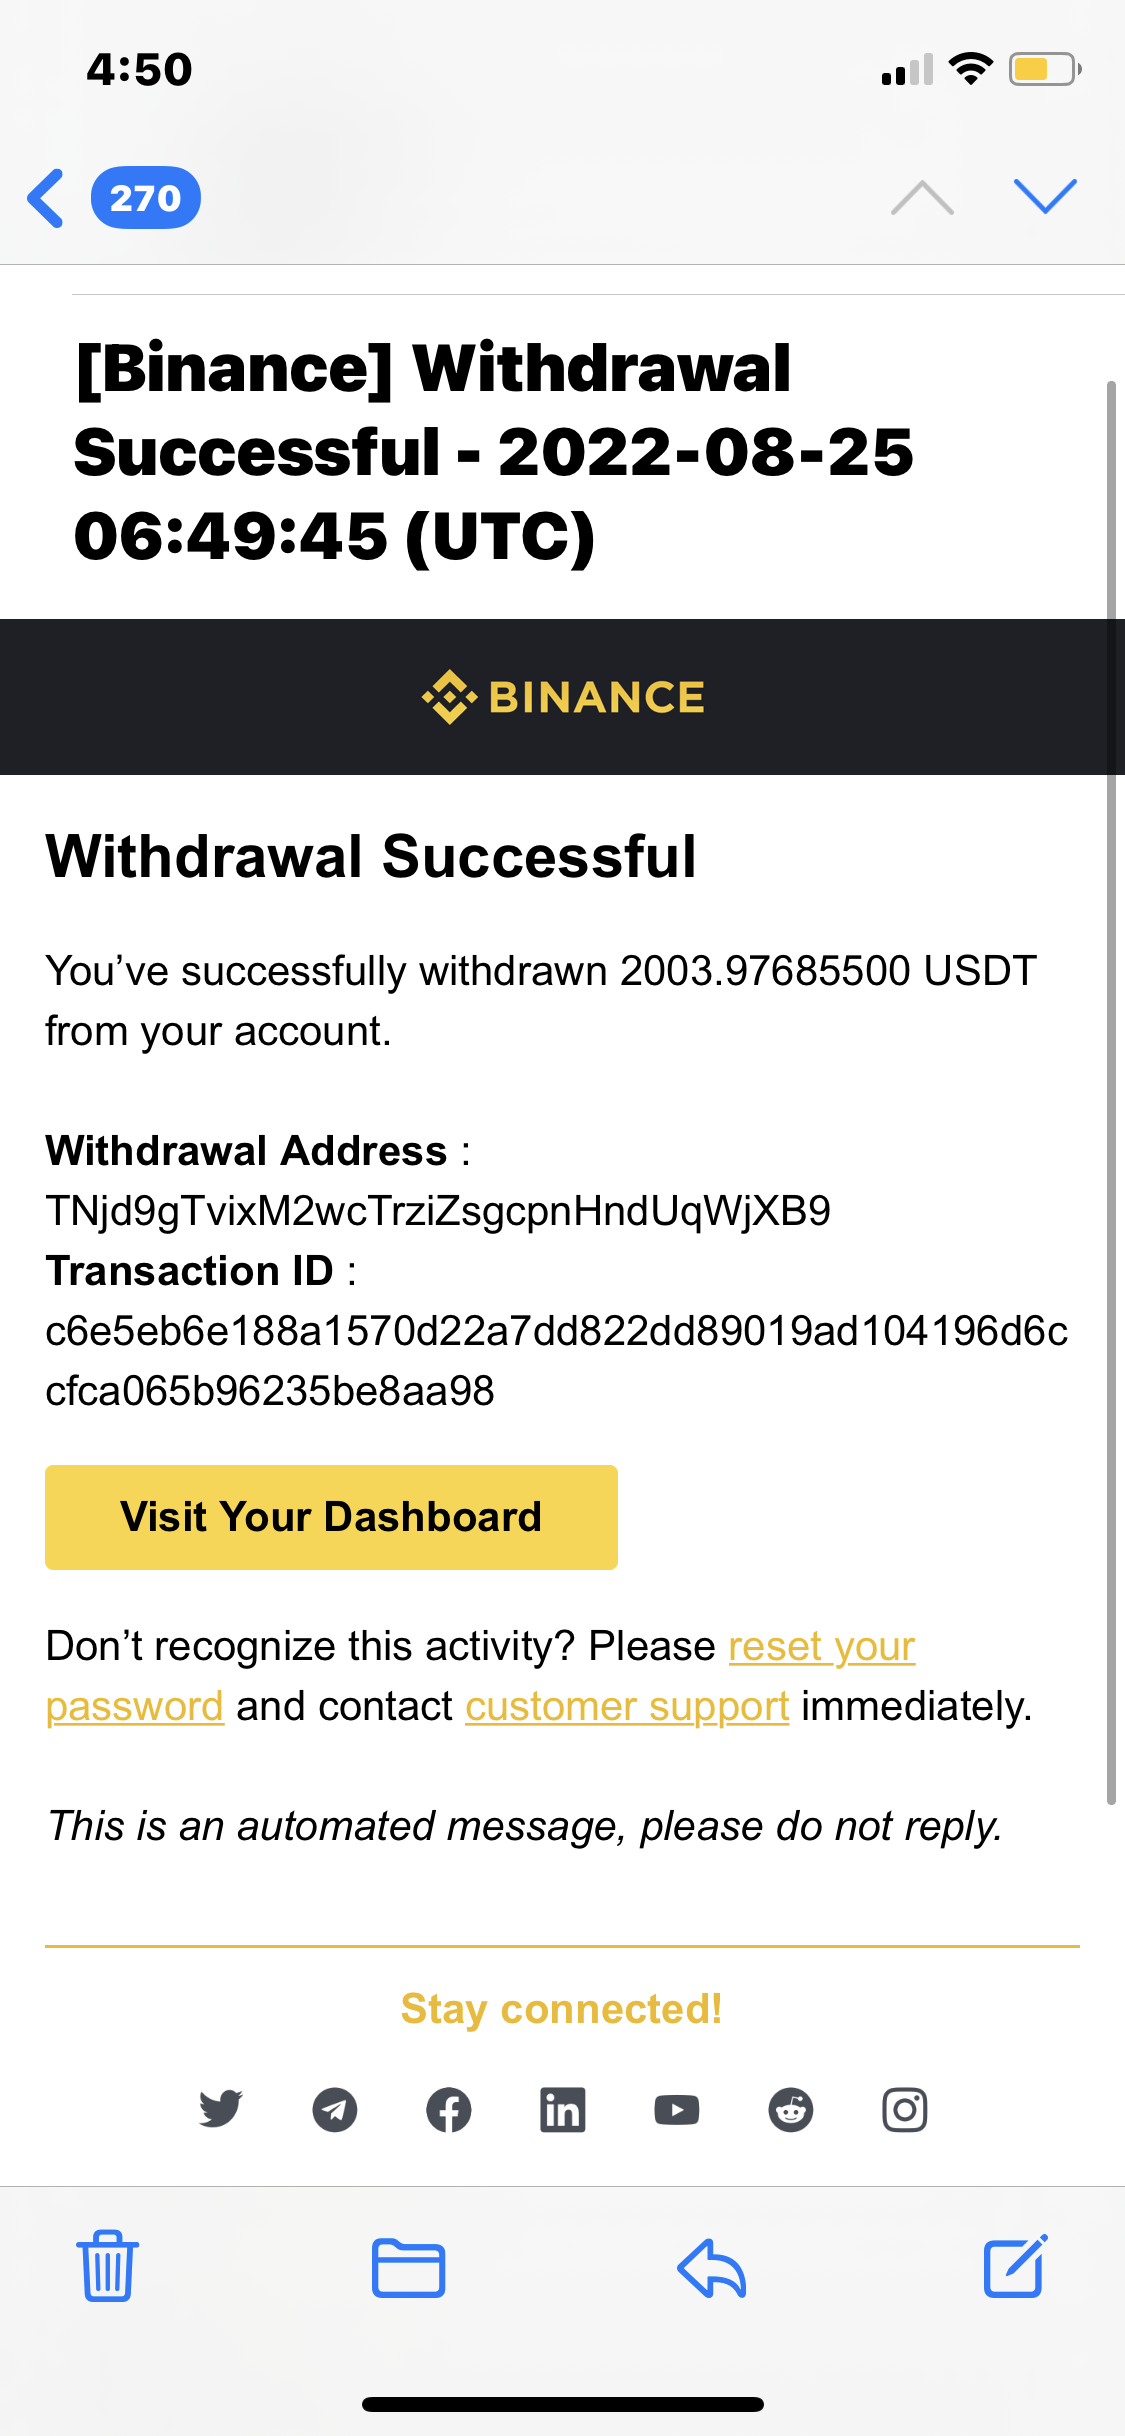 4:50
270
[Binance] Withdrawal
Successful - 2022-08-25
06:49:45 (UTC)
BINANCE
Withdrawal Successful
You’ve successfully withdrawn 2003.97685500 USDT
from your account.
Withdrawal Address :
TNjd9gTvixM2wcTrziZsgcpnHndUqWjXB9
Transaction ID :
c6e5eb6e188a1570d22a7dd822dd89019ad104196d6c
cfca065b96235be8aa98
Visit Your Dashboard
Don’t recognize this activity? Please reset your
password and contact customer support immediately.
This is an automated message, please do not reply.
Stay connected!